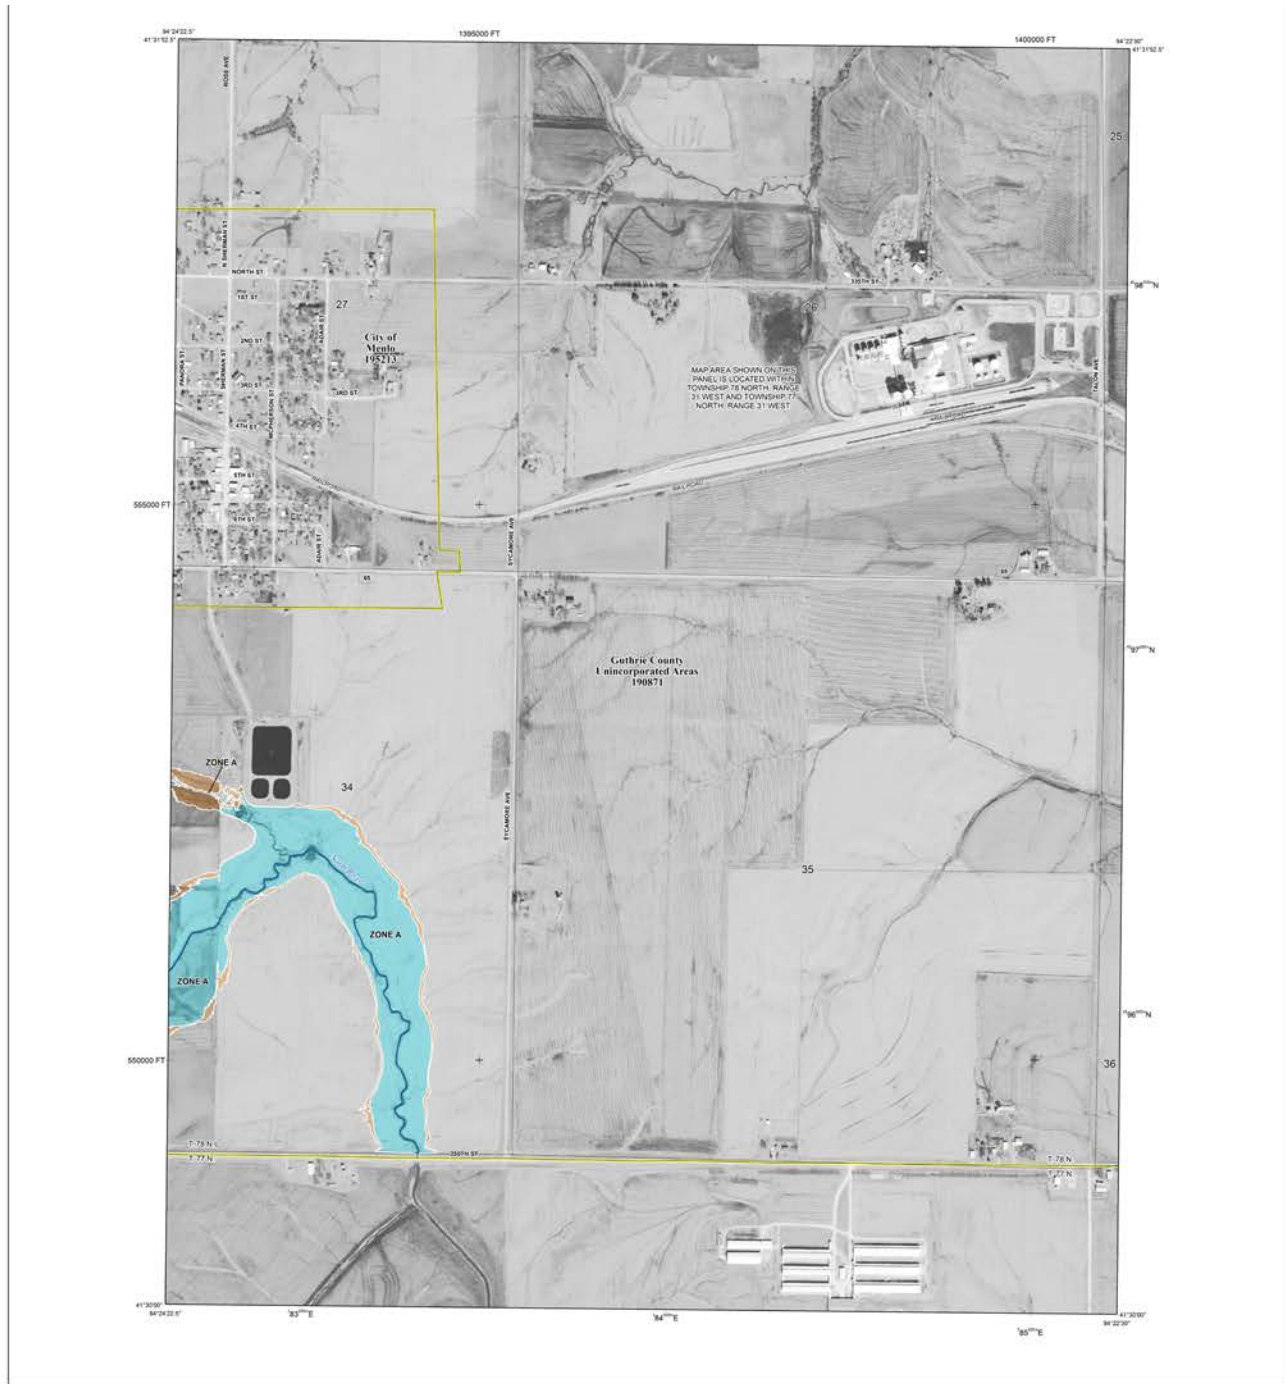 94°24'22.5"
41°31'52.5"
1395000 FT
1400000 FT
94°22'30"
41°31'52.5"
ROSE AVE
25
N SHERMAN ST
NORTH ST
335TH ST
1ST ST
27
26
2ND ST
ADAIR ST
City of
Menlo
195213
PANORA ST
SHERMAN ST
3RD ST
3RD ST
MCPHERSON ST
MAP AREA SHOWN ON THIS
PANEL IS LOCATED WITHIN
TOWNSHIP 78 NORTH, RANGE
31 WEST AND TOWNSHIP 77
NORTH, RANGE 31 WEST
TALON AVE
4TH ST
5TH ST
RAILROAD
RAILROAD
555000 FT
6TH ST
ADAIR ST
SYCAMORE AVE
Guthrie County
Unincorporated Areas
190871
ZONE A
34
SYCAMORE AVE
35
ZONE A
ZONE A
550000 FT
36
T. 78 N.
T. 77 N.
350TH ST
T. 78 N.
T. 77 N.
41°30'00"
94°24'22.5"
41°30'00"
94°22'30"